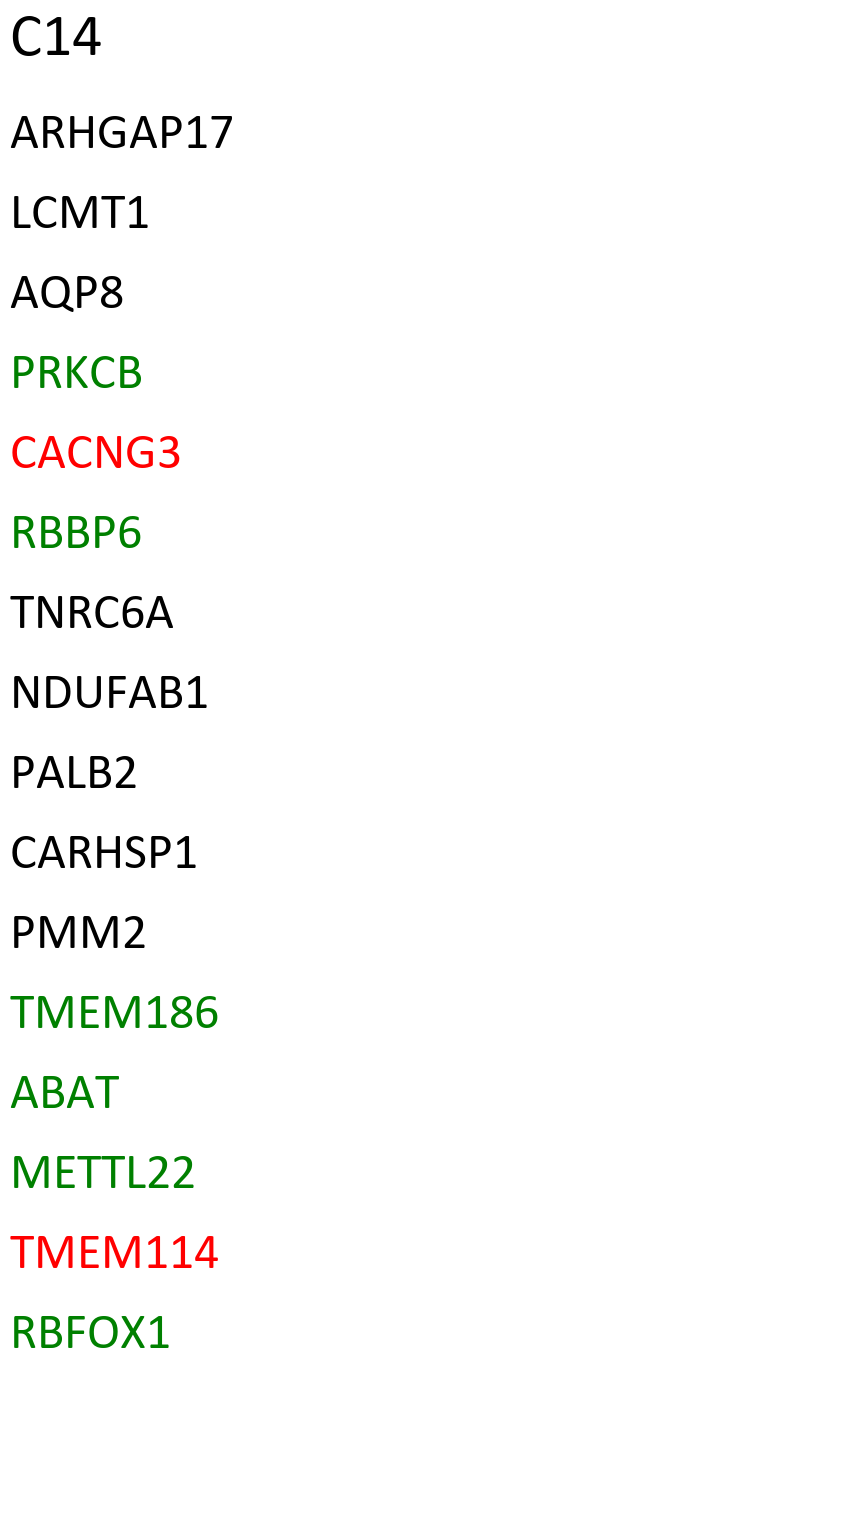 C14
ARHGAP17
LCMT1
AQP8
PRKCB
CACNG3
RBBP6
TNRC6A
NDUFAB1
PALB2
CARHSP1
PMM2
TMEM186
ABAT
METTL22
TMEM114
RBFOX1